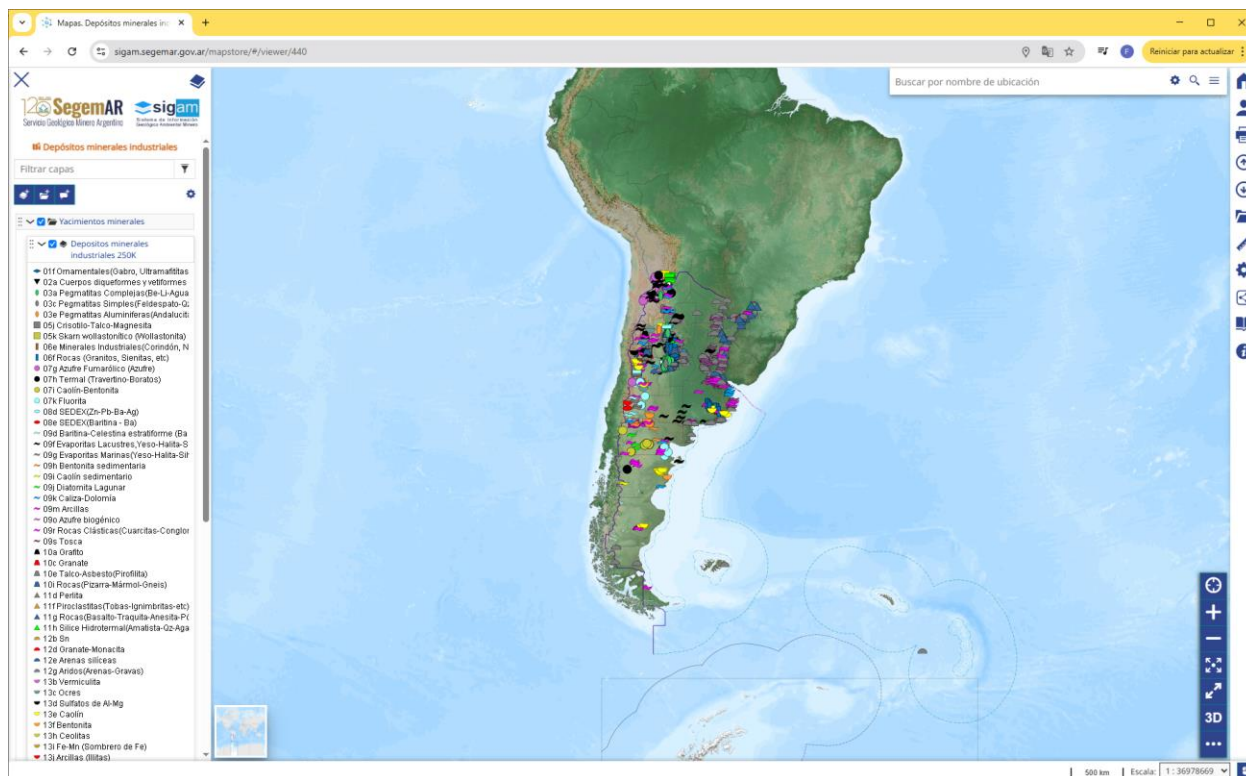 Mapas. Depósitos minerales in
sigam.segemar.gov.ar/mapstore/#/viewer/440
F
Reiniciar para actualizar
120 SegemAR
Servicio Geológico Minero Argentino
sigam
Sistema de Información
Geológico Ambiental Minero
Depósitos minerales industriales
Filtrar capas
Yacimientos minerales
Depositos minerales
industriales 250K
01f Ornamentales(Gabro, Ultramafititas
02a Cuerpos diqueformes y vetiformes
03a Pegmatitas Complejas(Be-Li-Agua
03c Pegmatitas Simples(Feldespato-Qz
03e Pegmatitas Aluminiferas(Andalucit
05j Crisotilo-Talco-Magnesita
05k Skarn wollastonítico (Wollastonita)
06e Minerales Industriales(Corindón, N
06f Rocas (Granitos, Sienitas, etc)
07g Azufre Fumarólico (Azufre)
07h Termal (Travertino-Boratos)
07i Caolín-Bentonita
07k Fluorita
08d SEDEX(Zn-Pb-Ba-Ag)
08e SEDEX(Baritina - Ba)
09d Baritina-Celestina estratiforme (Ba
09f Evaporitas Lacustres,Yeso-Halita-S
09g Evaporitas Marinas(Yeso-Halita-Sil
09h Bentonita sedimentaria
09i Caolín sedimentario
09j Diatomita Lagunar
09k Caliza-Dolomía
09m Arcillas
09o Azufre biogénico
09r Rocas Clásticas(Cuarcitas-Conglor
09s Tosca
10a Grafito
10c Granate
10e Talco-Asbesto(Pirofilita)
10i Rocas(Pizarra-Mármol-Gneis)
11d Perlita
11f Piroclastitas(Tobas-Ignimbritas-etc)
11g Rocas(Basalto-Traquita-Anesita-Pó
11h Silice Hidrotermal(Amatista-Qz-Aga
12b Sn
12d Granate-Monacita
12e Arenas silíceas
12g Aridos(Arenas-Gravas)
13b Vermiculita
13c Ocres
13d Sulfatos de Al-Mg
13e Caolín
13f Bentonita
13h Ceolitas
13i Fe-Mn (Sombrero de Fe)
13j Arcillas (Illitas)
Buscar por nombre de ubicación
3D
500 km
Escala:
1 : 36978669